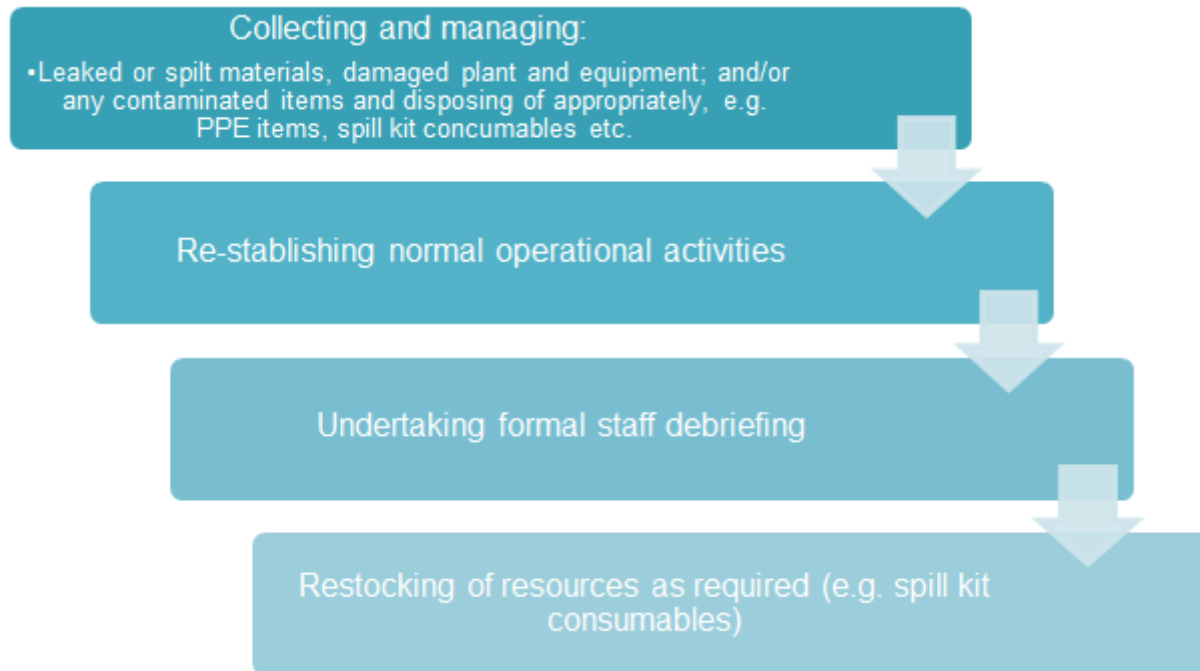 Collecting and managing:
•Leaked or spilt materials, damaged plant and equipment; and/or
any contaminated items and disposing of appropriately, e.g.
PPE items, spill kit concumables etc.
Re-stablishing normal operational activities
Undertaking formal staff debriefing
Restocking of resources as required (e.g. spill kit
consumables)